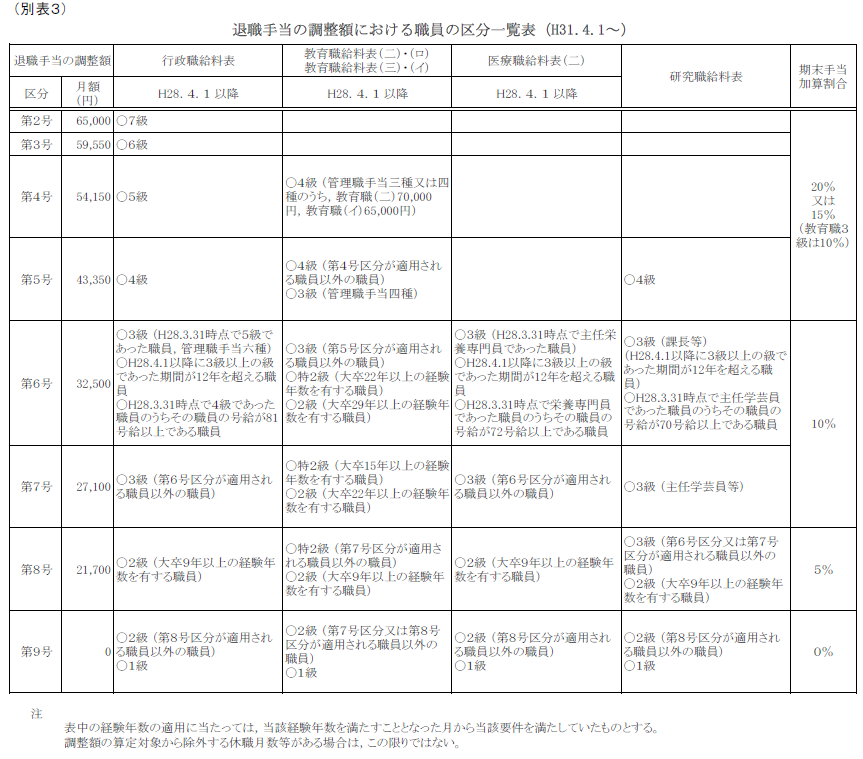 （別表３）
退職手当の調整額における職員の区分一覧表（H31.4.1～）
退職手当の調整額
行政職給料表
教育職給料表（二）・（ロ）
教育職給料表（三）・（イ）
医療職給料表（二）
研究職給料表
期末手当
加算割合
区分
月額
（円）
H28．4．1 以降
H28．4．1 以降
H28．4．1 以降
第２号
65,000
○7級
20％
又は
15％
（教育職３
級は10％）
第３号
59,550
○6級
第４号
54,150
○5級
○４級（管理職手当三種又は四
種のうち，教育職（二）70,000
円，教育職（イ）65,000円）
第５号
43,350
○4級
○４級（第４号区分が適用され
る職員以外の職員）
○３級（管理職手当四種）
○４級
第６号
32,500
○３級（H28.3.31時点で５級で
あった職員，管理職手当六種）
○H28.4.1以降に３級以上の級
であった期間が12年を超える職
員
○H28.3.31時点で４級であった
職員のうちその職員の号給が81
号給以上である職員
○３級（第５号区分が適用され
る職員以外の職員）
○特２級（大卒22年以上の経験
年数を有する職員）
○２級（大卒29年以上の経験年
数を有する職員）
○３級（H28.3.31時点で主任栄
養専門員であった職員）
○H28.4.1以降に３級以上の級
であった期間が12年を超える職
員
○H28.3.31時点で栄養専門員
であった職員のうちその職員の
号給が72号給以上である職員
○３級（課長等）
（H28.4.1以降に３級以上の級で
あった期間が12年を超える職
員）
○H28.3.31時点で主任学芸員
であった職員のうちその職員の
号給が70号給以上である職員
10％
第７号
27,100
○３級（第６号区分が適用され
る職員以外の職員）
○特２級（大卒15年以上の経験
年数を有する職員）
○２級（大卒22年以上の経験年
数を有する職員）
○３級（第６号区分が適用され
る職員以外の職員）
○３級（主任学芸員等）
第８号
21,700
○２級（大卒９年以上の経験年
数を有する職員）
○特２級（第７号区分が適用さ
れる職員以外の職員）
○２級（大卒９年以上の経験年
数を有する職員）
○２級（大卒９年以上の経験年
数を有する職員）
○３級（第６号区分又は第７号
区分が適用される職員以外の
職員）
○２級（大卒９年以上の経験年
数を有する職員）
5％
第９号
0
○２級（第８号区分が適用され
る職員以外の職員）
○１級
○２級（第７号区分又は第８号
区分が適用される職員以外の
職員）
○１級
○２級（第８号区分が適用され
る職員以外の職員）
○１級
○２級（第８号区分が適用され
る職員以外の職員）
○１級
0％
注
表中の経験年数の適用に当たっては，当該経験年数を満たすこととなった月から当該要件を満たしていたものとする。
調整額の算定対象から除外する休職月数等がある場合は，この限りではない。